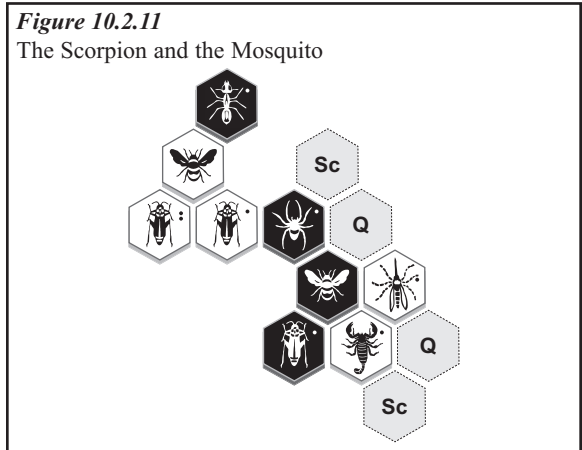 Figure 10.2.11
The Scorpion and the Mosquito
Sc
Q
Q
Sc